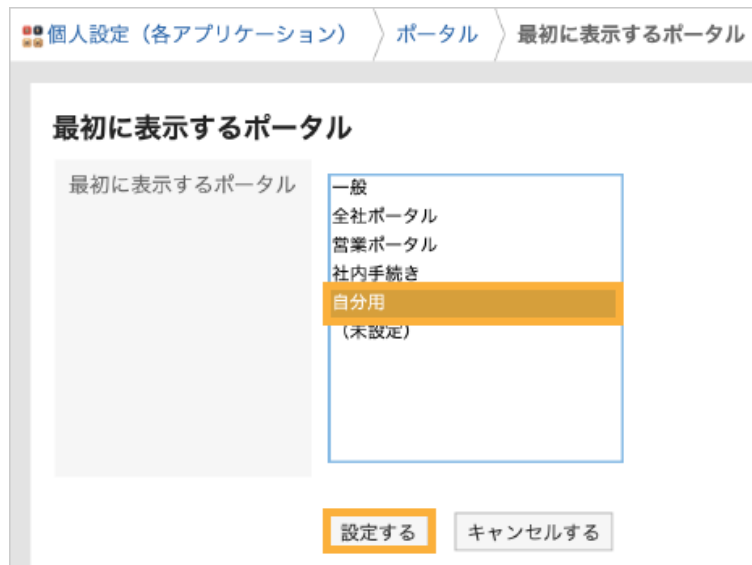 個人設定（各アプリケーション） ポータル 最初に表示するポータル
最初に表示するポータル
最初に表示するポータル
一般
全社ポータル
営業ポータル
社内手続き
自分用
（未設定）
設定する キャンセルする